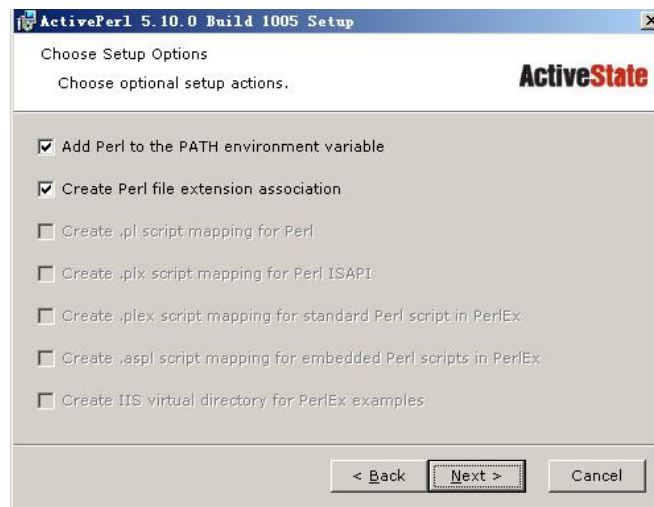 ActivePerl 5.10.0 Build 1005 Setup
Choose Setup Options
Choose optional setup actions.
ActiveState
Add Perl to the PATH environment variable
Create Perl file extension association
Create .pl script mapping for Perl
Create .plx script mapping for Perl ISAPI
Create .plex script mapping for standard Perl script in PerlEx
Create .aspl script mapping for embedded Perl scripts in PerlEx
Create IIS virtual directory for PerlEx examples
< Back Next > Cancel